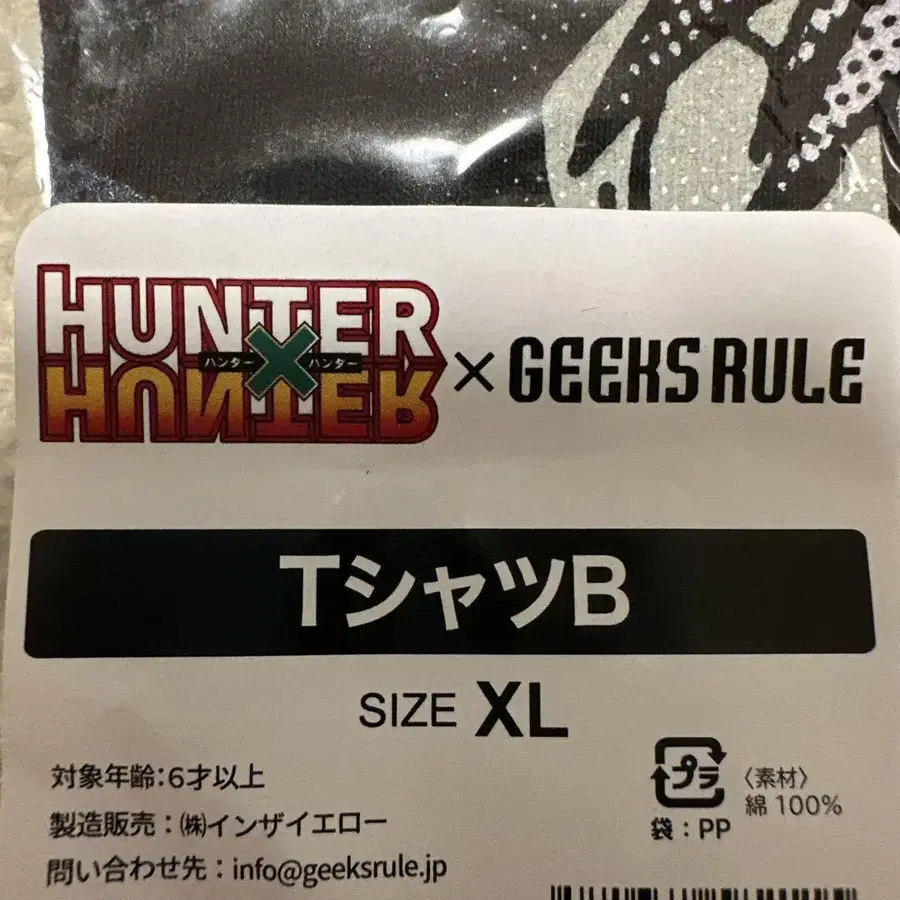 HUNTER
ハンター×ハンター
HUNTER
× GEEKS RULE
TシャツB
SIZE XL
対象年齢:6才以上
製造販売：㈱インザイエロー
問い合わせ先：info@geeksrule.jp
プラ
袋：PP
〈素材〉
綿 100%